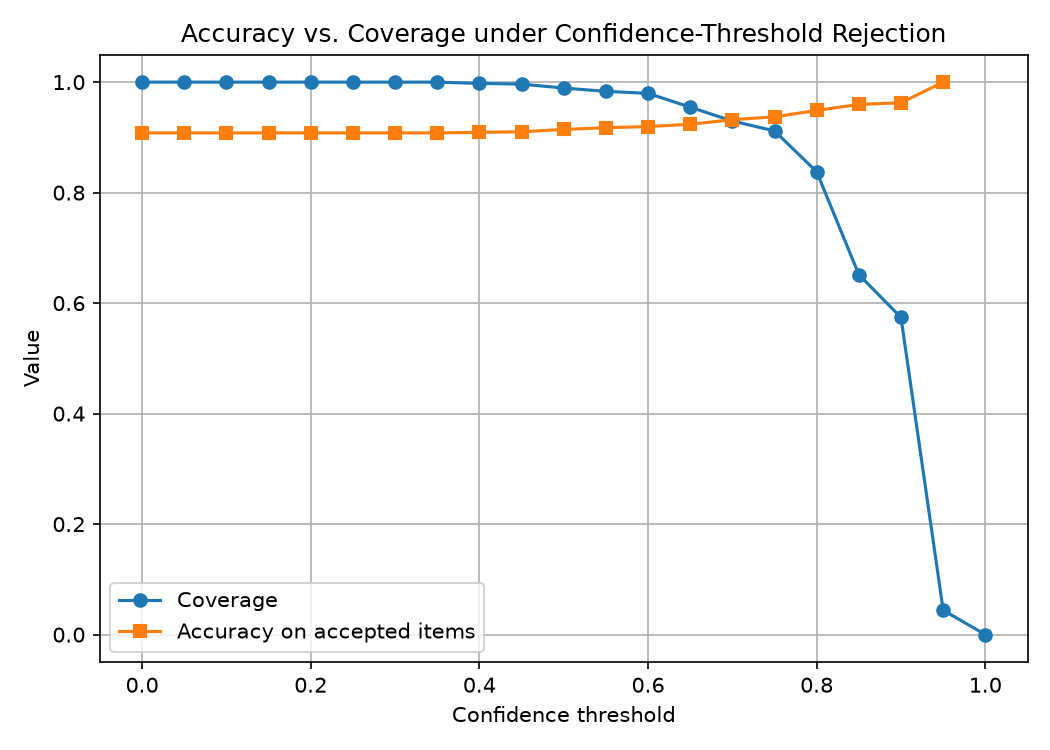 Accuracy vs. Coverage under Confidence-Threshold Rejection
Value
1.0
0.8
0.6
0.4
0.2
0.0
Coverage
Accuracy on accepted items
0.0 0.2 0.4 0.6 0.8 1.0
Confidence threshold